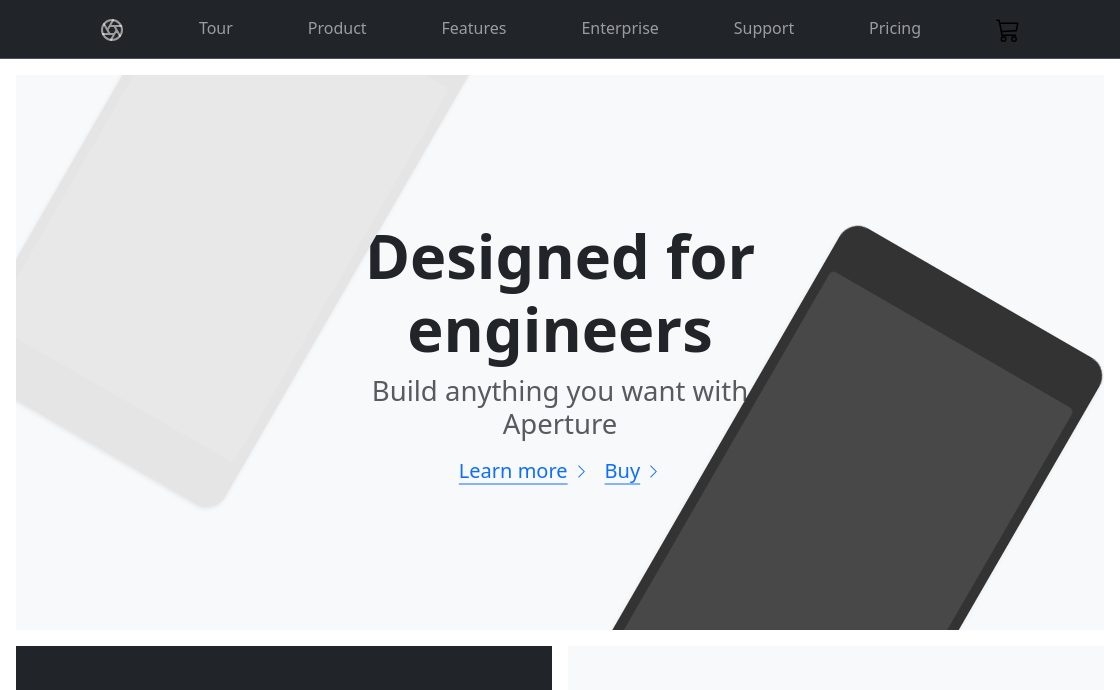 Tour Product Features Enterprise Support Pricing
Designed for
engineers
Build anything you want with
Aperture
Learn more Buy